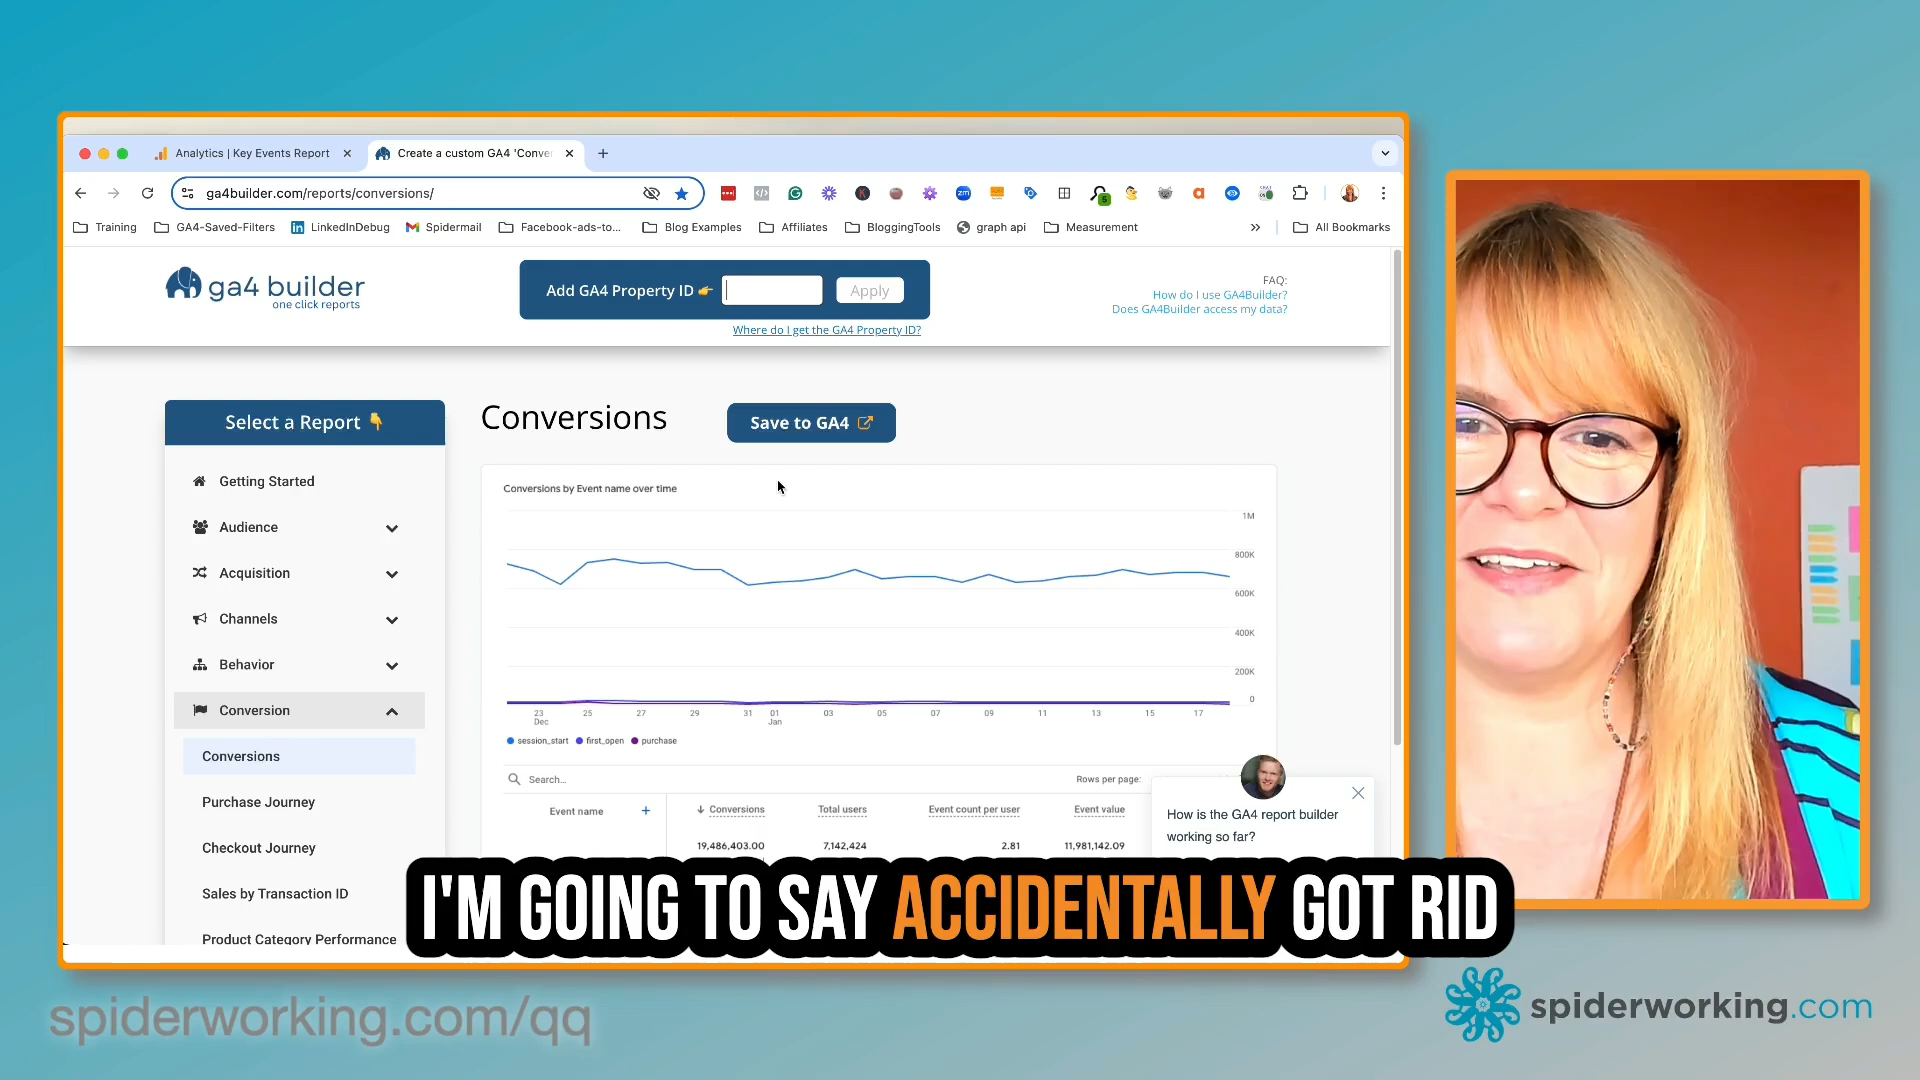 Analytics | Key Events Report
Create a custom GA4 'Conve
ga4builder.com/reports/conversions/
Training
GA4-Saved-Filters
LinkedInDebug
Spidermail
Facebook-ads-to...
Blog Examples
Affiliates
BloggingTools
graph api
Measurement
All Bookmarks
ga4 builder
one click reports
Add GA4 Property ID
Apply
Where do I get the GA4 Property ID?
FAQ:
How do I use GA4Builder?
Does GA4Builder access my data?
Select a Report
Getting Started
Audience
Acquisition
Channels
Behavior
Conversion
Conversions
Purchase Journey
Checkout Journey
Sales by Transaction ID
Product Category Performance
Conversions
Save to GA4
Conversions by Event name over time
1M
800K
600K
400K
200K
0
23 25 27 29 31 01 03 05 07 09 11 13 15 17
Dec Jan
session_start first_open purchase
Search...
Rows per page:
Event name + Conversions Total users Event count per user Event value
19,486,403.00 7,142,424 2.81 11,981,142.09
How is the GA4 report builder
working so far?
I'M GOING TO SAY ACCIDENTALLY GOT RID
spiderworking.com/qq
spiderworking.com